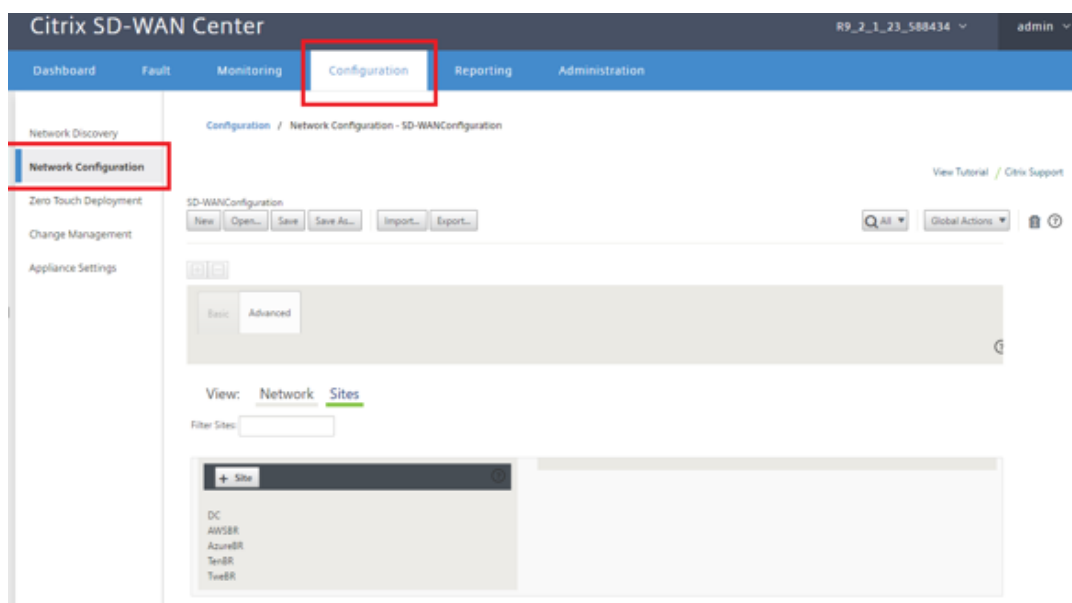 Citrix SD-WAN Center
R9_2_1_23_588434
admin
Dashboard Fault Monitoring Configuration Reporting Administration
Network Discovery
Network Configuration
Zero Touch Deployment
Change Management
Appliance Settings
Configuration / Network Configuration - SD-WANConfiguration
View Tutorial / Citrix Support
SD-WANConfiguration
New Open... Save Save As... Import... Export... All Global Actions
Basic Advanced
View: Network Sites
Filter Sites:
+ Site
DC
AWSBR
AzureBR
TenBR
TweBR